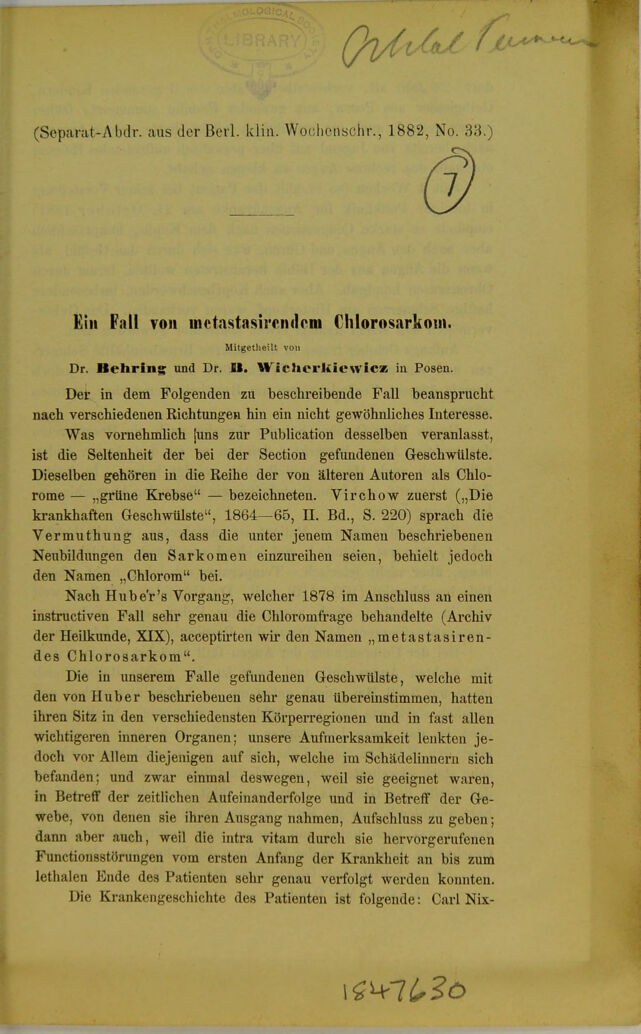 OPHTHALMOLOGICAL SOCIETY
LIBRARY
(Separat-Abdr. aus der Berl. klin. Wochenschr., 1882, No. 33.)
7
Ein Fall von metastasirendem Chlorosarkom.
Mitgetheilt von
Dr. Behring und Dr. B. Wicherkiewicz in Posen.
Der in dem Folgenden zu beschreibende Fall beansprucht
nach verschiedenen Richtungen hin ein nicht gewöhnliches Interesse.
Was vornehmlich [uns zur Publication desselben veranlasst,
ist die Seltenheit der bei der Section gefundenen Geschwülste.
Dieselben gehören in die Reihe der von älteren Autoren als Chlo-
rome — „grüne Krebse“ — bezeichneten. Virchow zuerst („Die
krankhaften Geschwülste“, 1864—65, II. Bd., S. 220) sprach die
Vermuthung aus, dass die unter jenem Namen beschriebenen
Neubildungen den Sarkomen einzureihen seien, behielt jedoch
den Namen „Chlorom“ bei.
Nach Huber's Vorgang, welcher 1878 im Anschluss an einen
instructiven Fall sehr genau die Chloromfrage behandelte (Archiv
der Heilkunde, XIX), acceptirten wir den Namen „metastasiren-
des Chlorosarkom“.
Die in unserem Falle gefundenen Geschwülste, welche mit
den von Huber beschriebenen sehr genau übereinstimmen, hatten
ihren Sitz in den verschiedensten Körperregionen und in fast allen
wichtigeren inneren Organen; unsere Aufmerksamkeit lenkten je-
doch vor Allem diejenigen auf sich, welche im Schädelinnern sich
befanden; und zwar einmal deswegen, weil sie geeignet waren,
in Betreff der zeitlichen Aufeinanderfolge und in Betreff der Ge-
webe, von denen sie ihren Ausgang nahmen, Aufschluss zu geben;
dann aber auch, weil die intra vitam durch sie hervorgerufenen
Functionsstörungen vom ersten Anfang der Krankheit an bis zum
lethalen Ende des Patienten sehr genau verfolgt werden konnten.
Die Krankengeschichte des Patienten ist folgende: Carl Nix-
1847630